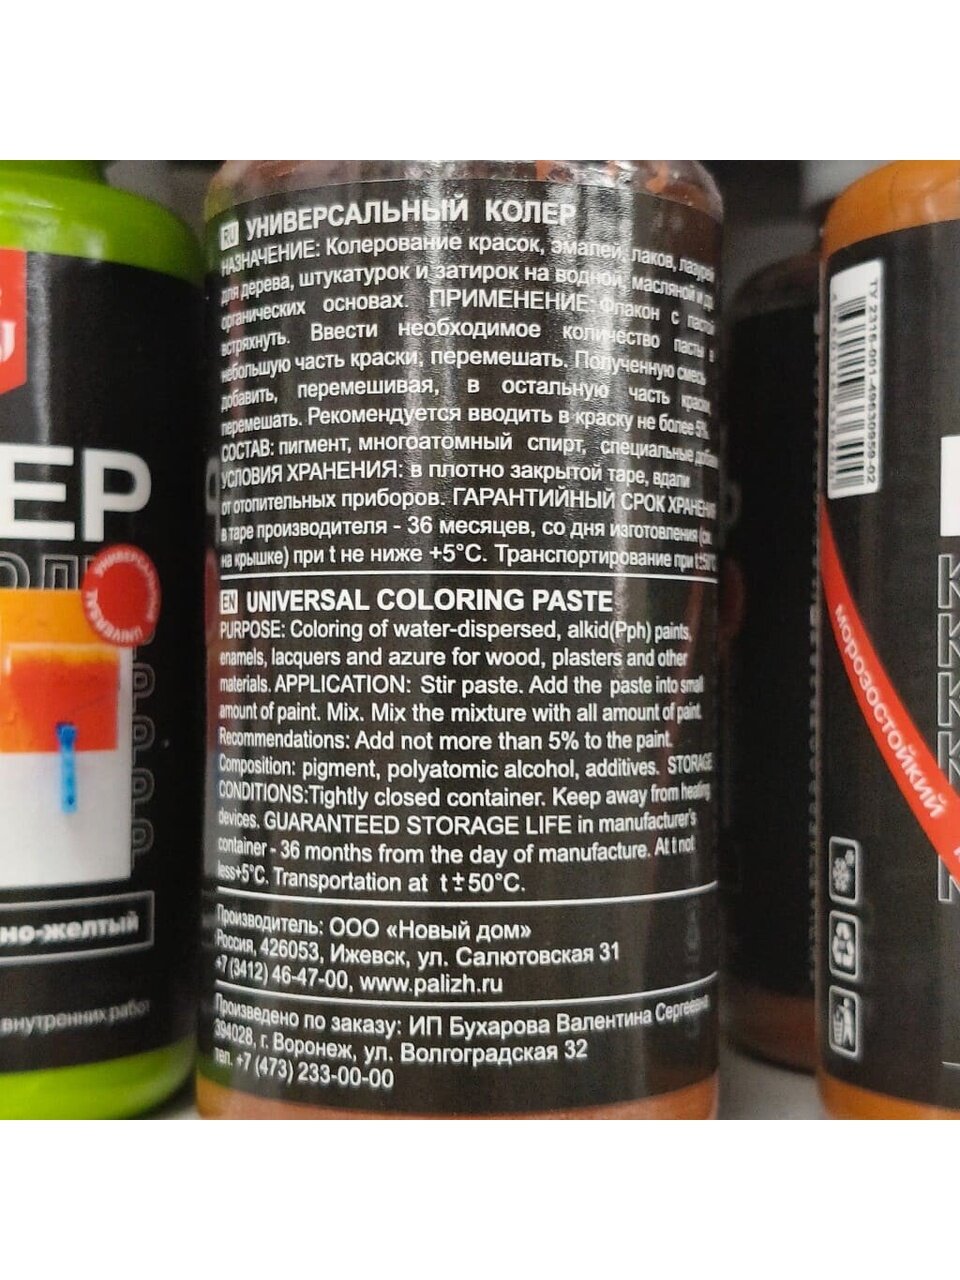 RU УНИВЕРСАЛЬНЫЙ КОЛЕР
НАЗНАЧЕНИЕ: Колерование красок, эмалей, лаков, лазурей
для дерева, штукатурок и затирок на водной, масляной и др.
органических основах. ПРИМЕНЕНИЕ: Флакон с пастой
встряхнуть. Ввести необходимое количество пасты в
небольшую часть краски, перемешать. Полученную смесь
добавить, перемешивая, в остальную часть краски,
перемешать. Рекомендуется вводить в краску не более 5%.
СОСТАВ: пигмент, многоатомный спирт, специальные
УСЛОВИЯ ХРАНЕНИЯ: в плотно закрытой таре, вдали
от отопительных приборов. ГАРАНТИЙНЫЙ СРОК ХРАНЕНИЯ
в таре производителя - 36 месяцев, со дня изготовления (см.
на крышке) при t не ниже +5°С. Транспортирование при t±50°С
EN UNIVERSAL COLORING PASTE
PURPOSE: Coloring of water-dispersed, alkid(Pph) paints,
enamels, lacquers and azure for wood, plasters and other
materials. APPLICATION: Stir paste. Add the paste into small
amount of paint. Mix. Mix the mixture with all amount of paint.
Recommendations: Add not more than 5% to the paint.
Composition: pigment, polyatomic alcohol, additives. STORAGE
CONDITIONS:Tightly closed container. Keep away from heating
devices. GUARANTEED STORAGE LIFE in manufacturer's
container - 36 months from the day of manufacture. At t not
less+5°C. Transportation at t±50°C.
Производитель: ООО «Новый дом»
Россия, 426053, Ижевск, ул. Салютовская 31
+7 (3412) 46-47-00, www.palizh.ru
Произведено по заказу: ИП Бухарова Валентина Сергеевна
394028, г. Воронеж, ул. Волгоградская 32
тел. +7 (473) 233-00-00
ЕР
УНИВЕРСАЛЬНЫЙ
UNIVERSAL
но-желтый
внутренних работ
ТУ 2316-001-49630959-02
МОРОЗОСТОЙКИЙ